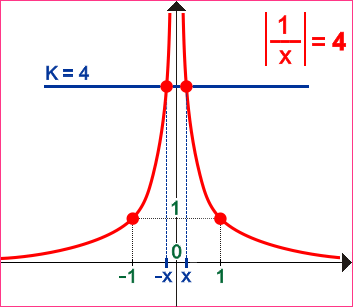 |1/x| = 4
K = 4
1
0
−1 −x x 1